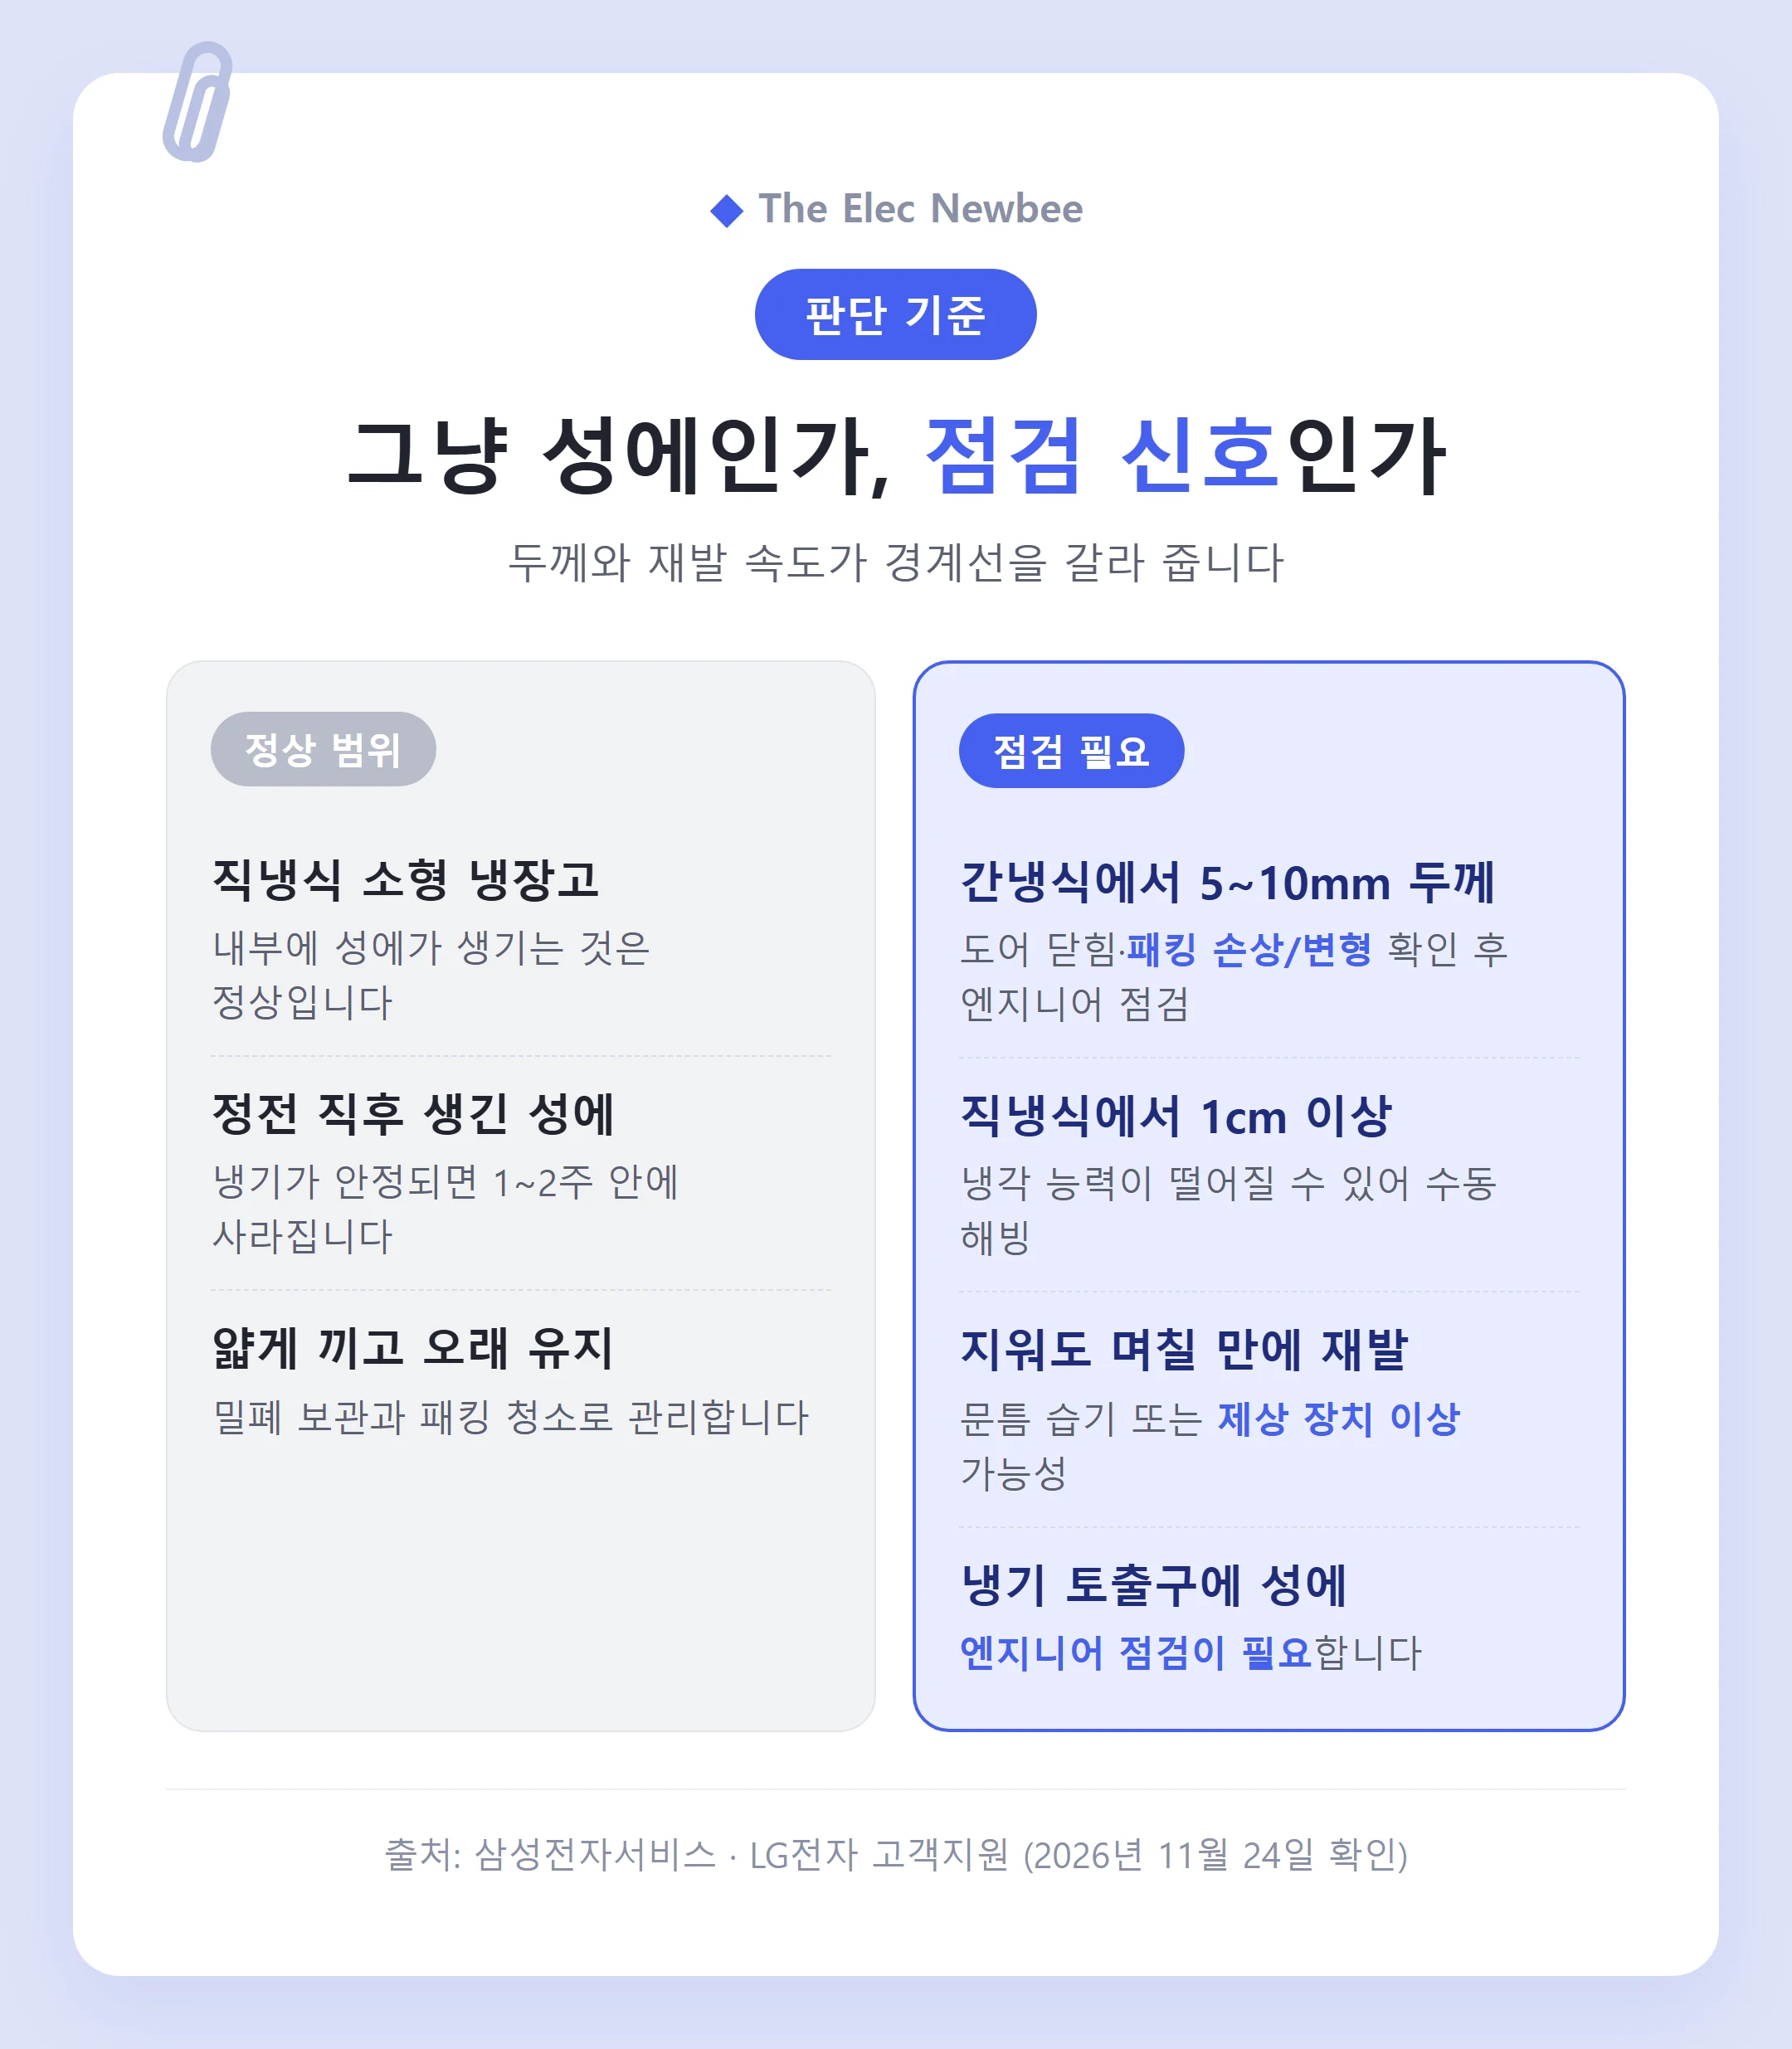 The Elec Newbee
판단 기준
그냥 성에인가, 점검 신호인가
두께와 재발 속도가 경계선을 갈라 줍니다
정상 범위
직냉식 소형 냉장고
내부에 성에가 생기는 것은
정상입니다
정전 직후 생긴 성에
냉기가 안정되면 1~2주 안에
사라집니다
얇게 끼고 오래 유지
밀폐 보관과 패킹 청소로 관리합니다
점검 필요
간냉식에서 5~10mm 두께
도어 닫힘·패킹 손상/변형 확인 후
엔지니어 점검
직냉식에서 1cm 이상
냉각 능력이 떨어질 수 있어 수동
해빙
지워도 며칠 만에 재발
문틈 습기 또는 제상 장치 이상
가능성
냉기 토출구에 성에
엔지니어 점검이 필요합니다
출처: 삼성전자서비스 · LG전자 고객지원 (2026년 11월 24일 확인)